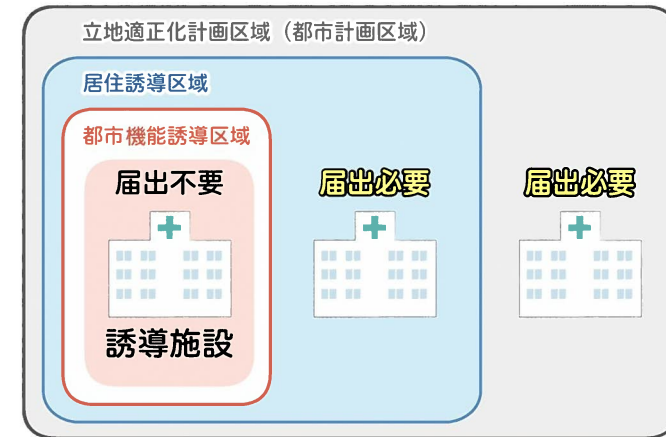 立地適正化計画区域（都市計画区域）
居住誘導区域
都市機能誘導区域
届出不要
届出必要
届出必要
誘導施設